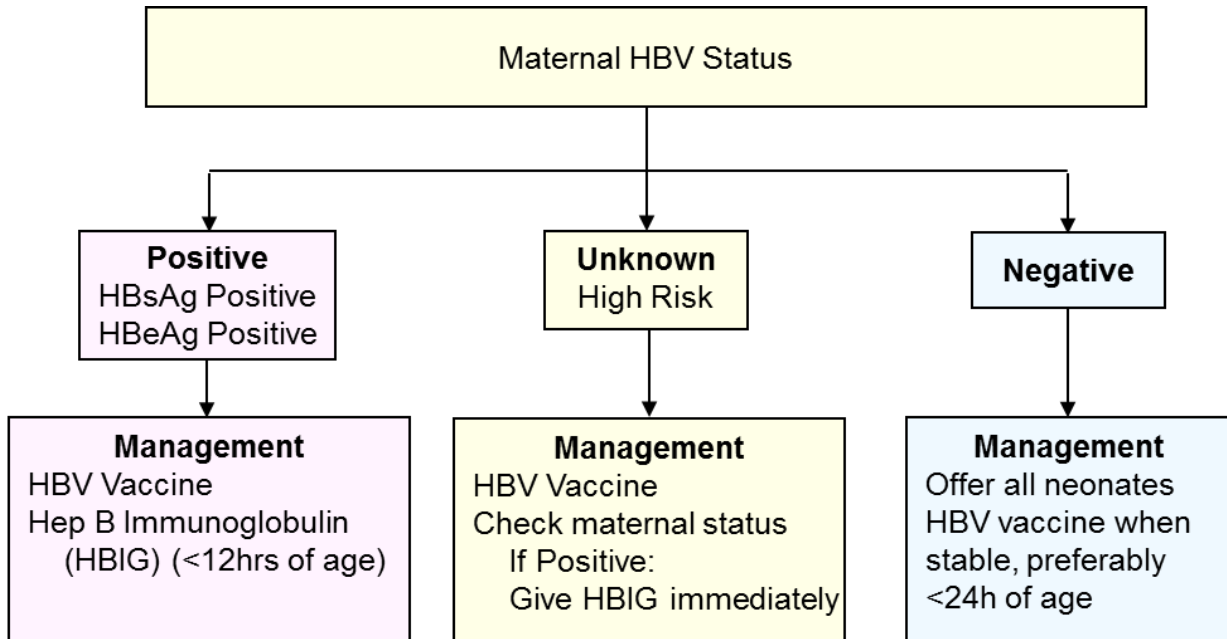 Maternal HBV Status
Positive
HBsAg Positive
HBeAg Positive
Unknown
High Risk
Negative
Management
HBV Vaccine
Hep B Immunoglobulin
(HBIG) (<12hrs of age)
Management
HBV Vaccine
Check maternal status
If Positive:
Give HBIG immediately
Management
Offer all neonates
HBV vaccine when
stable, preferably
<24h of age